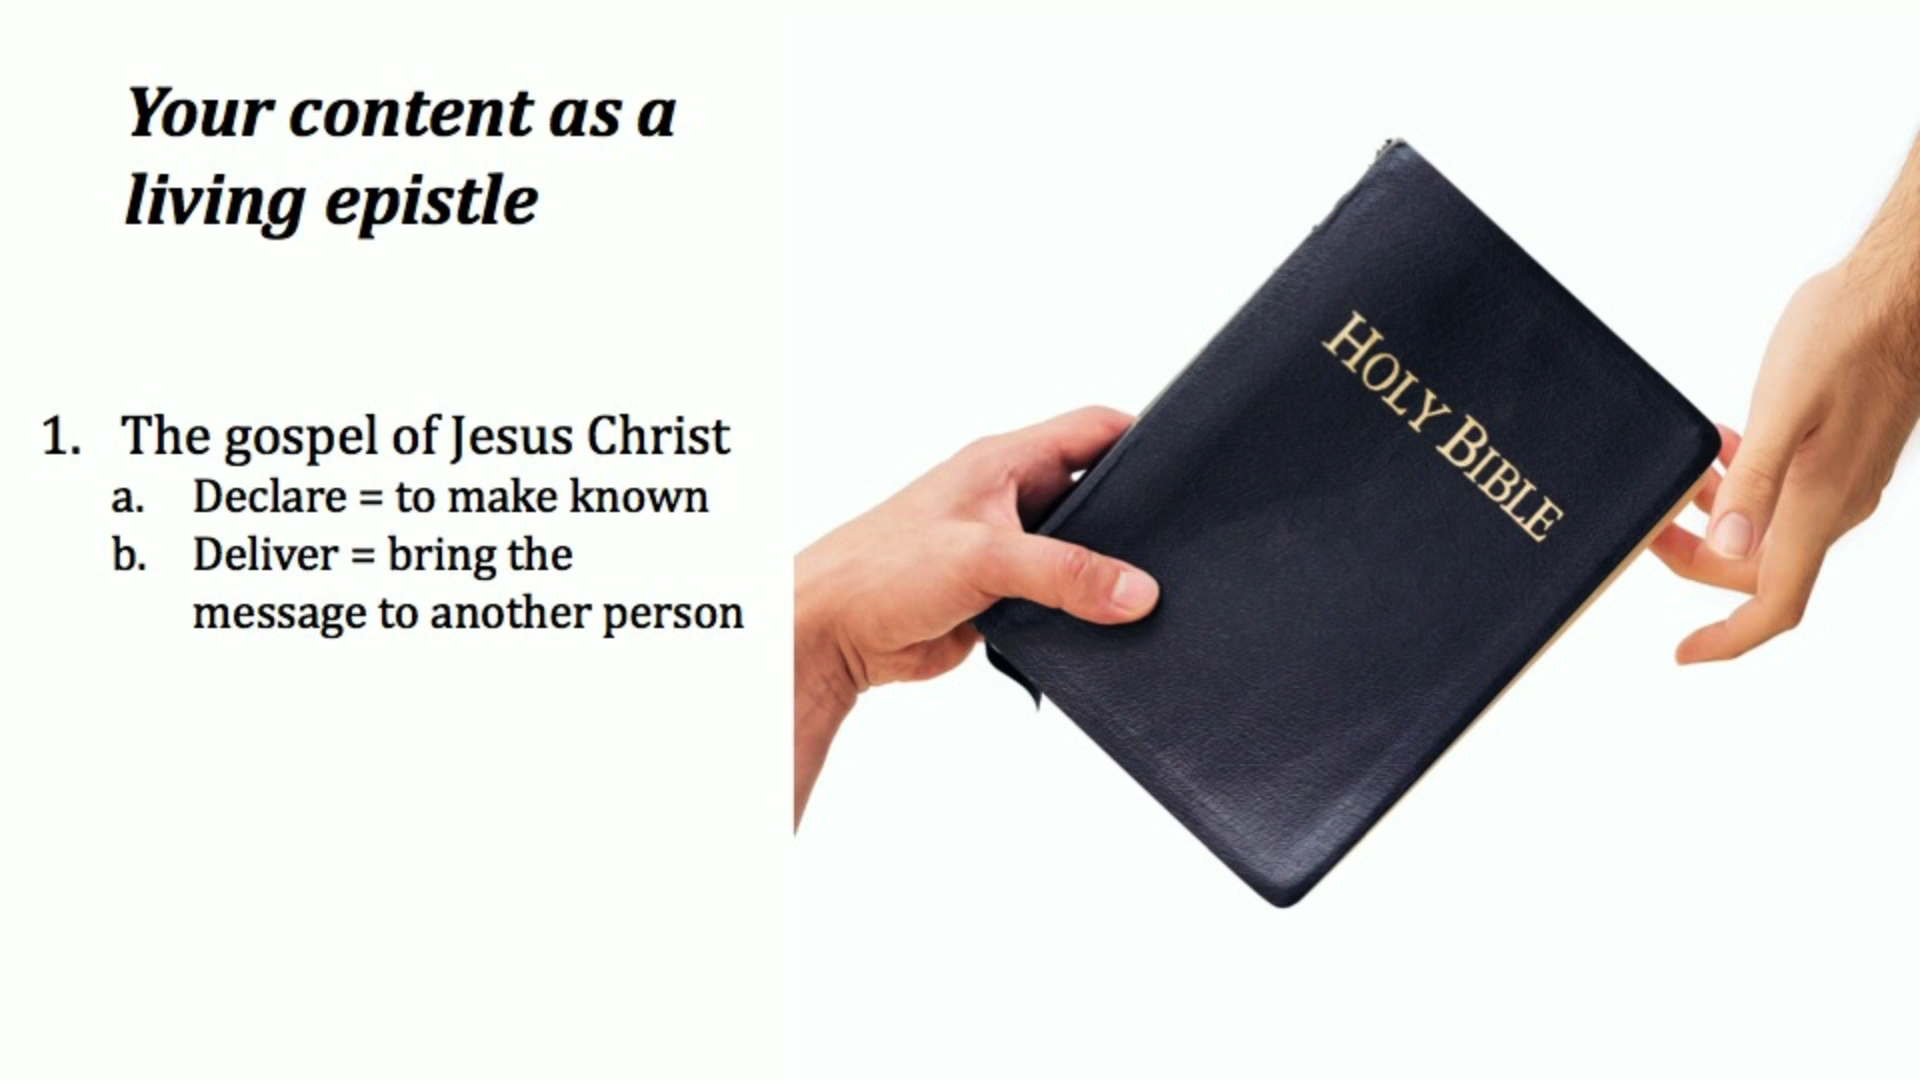 Your content as a
living epistle
1. The gospel of Jesus Christ
a. Declare = to make known
b. Deliver = bring the
message to another person
HOLY BIBLE